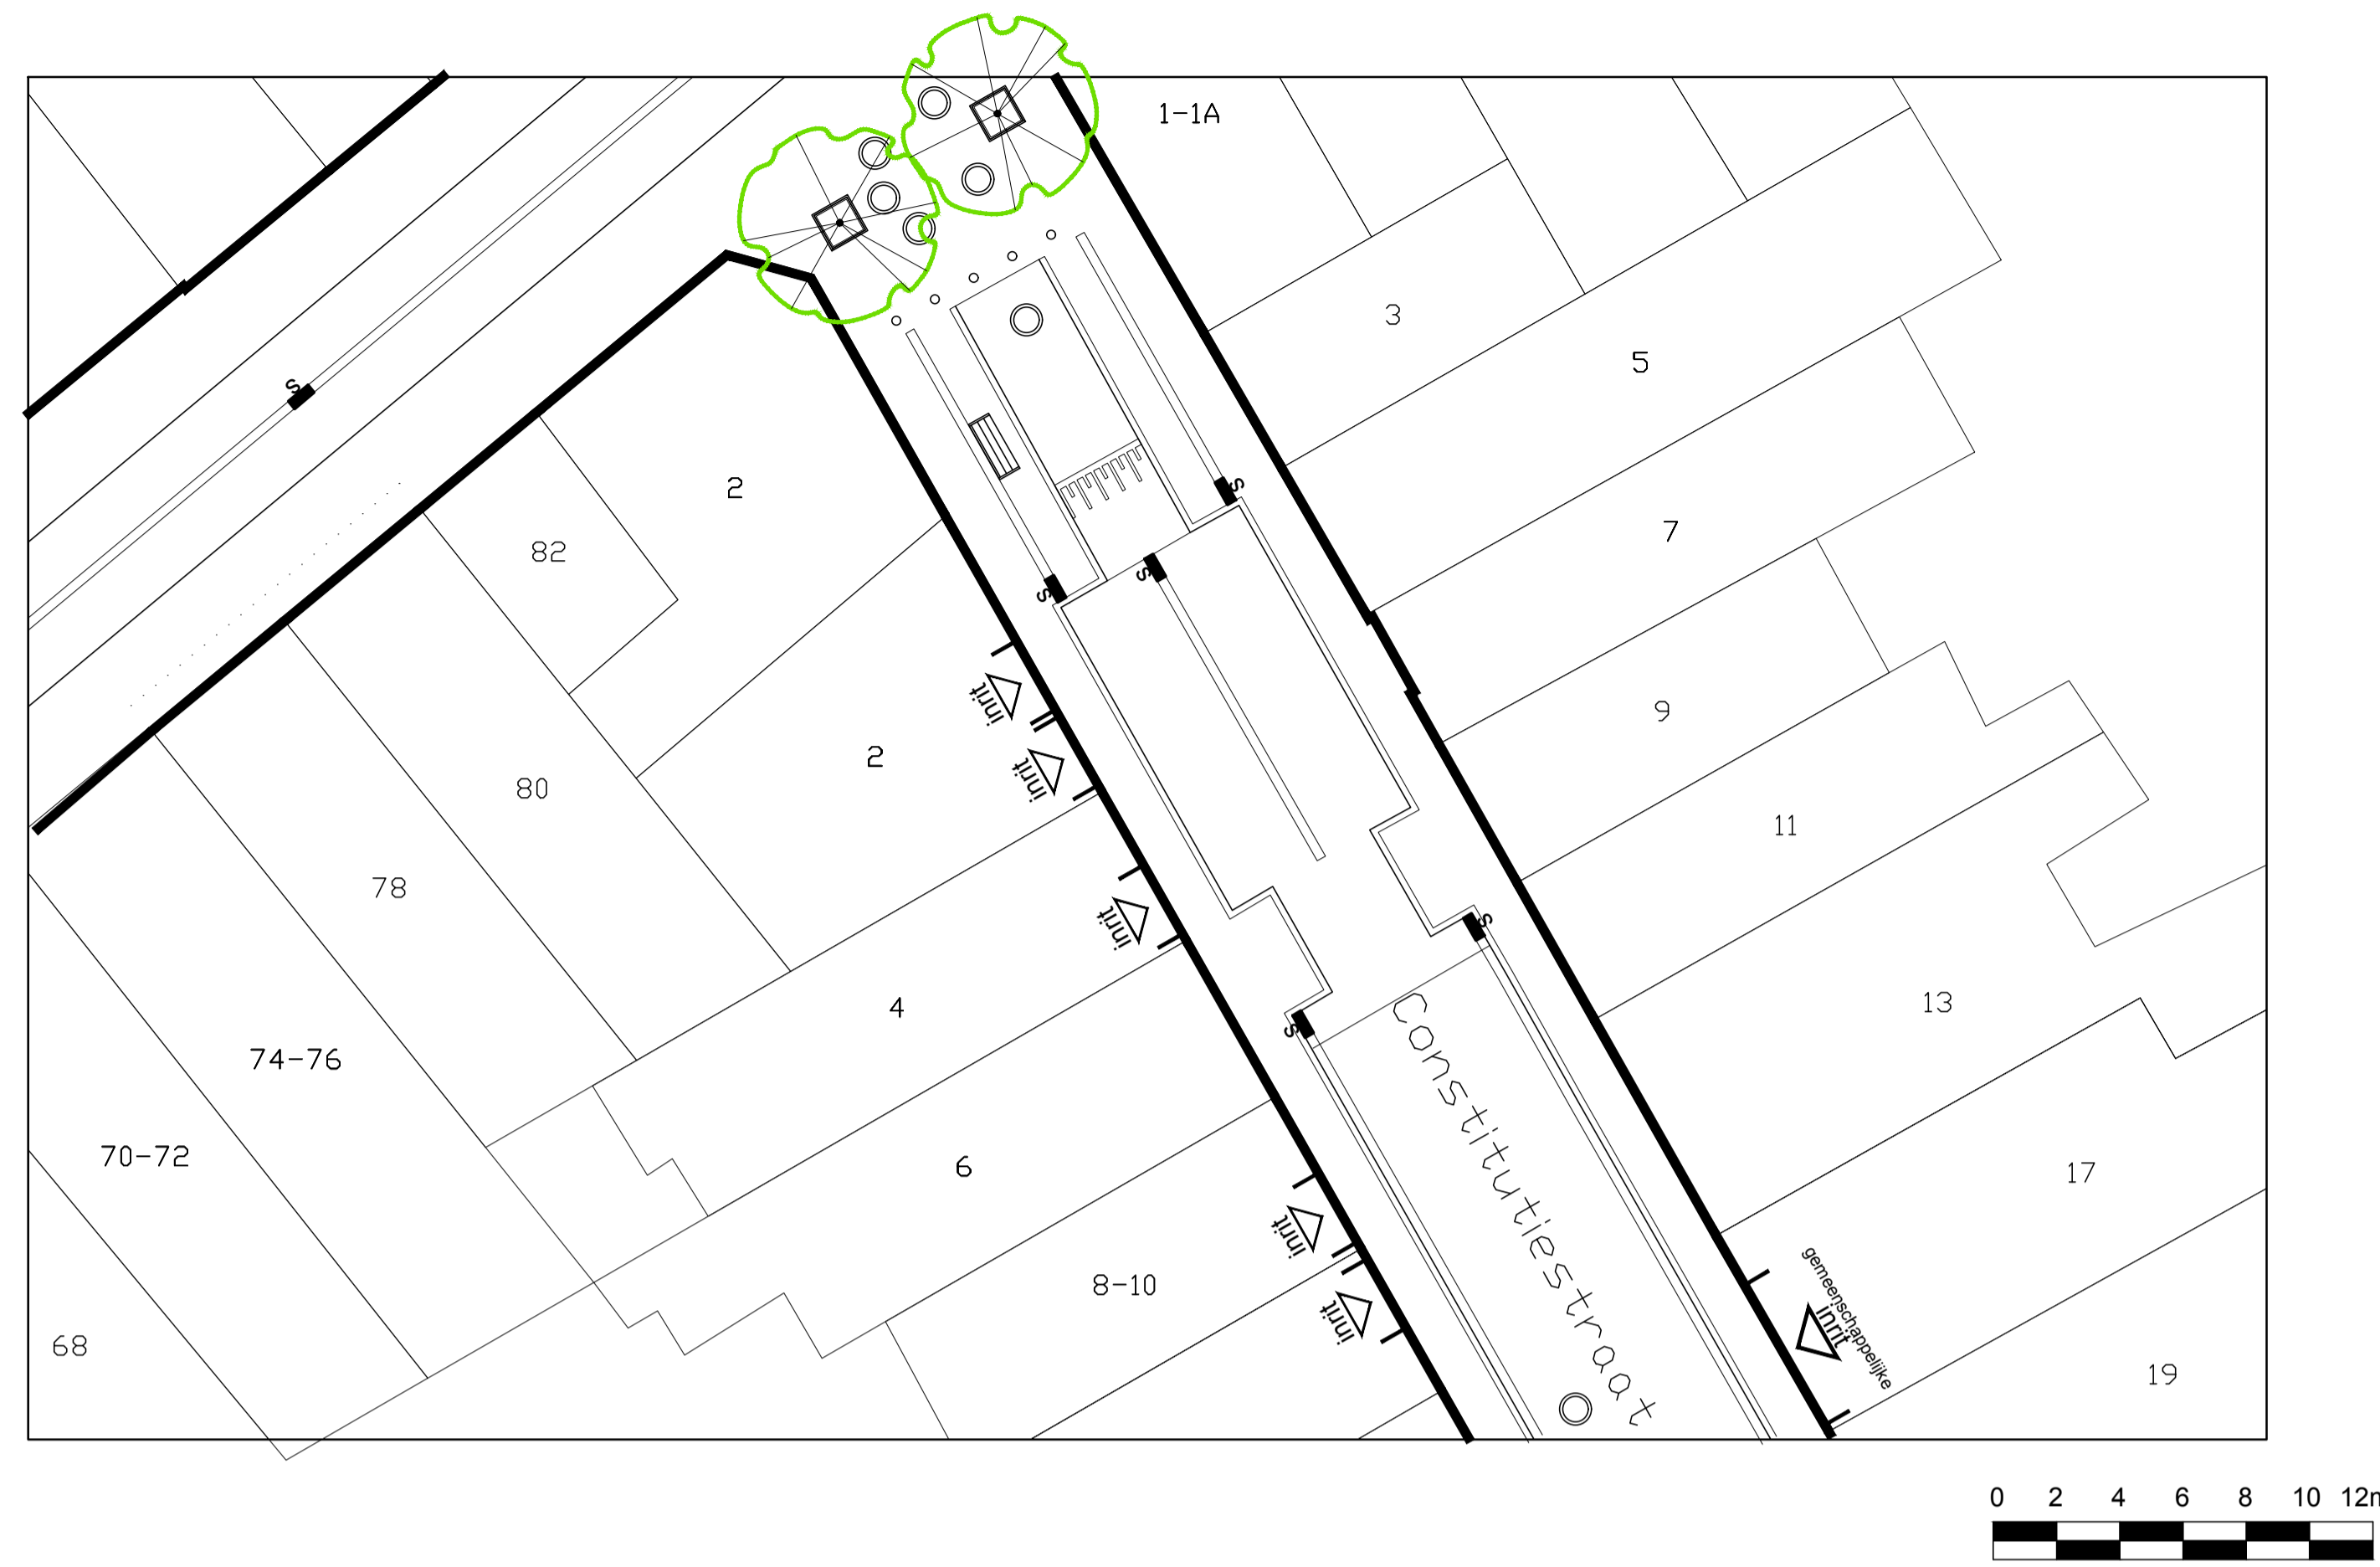 1-1A
3
S
5
2
S
7
82
S
S
inrit
9
2
inrit
80
11
78
inrit
S
13
4
S
Constitutiestraat
74-76
70-72
6
17
inrit
8-10
gemeenschappelijke
inrit
inrit
68
19
0 2 4 6 8 10 12m